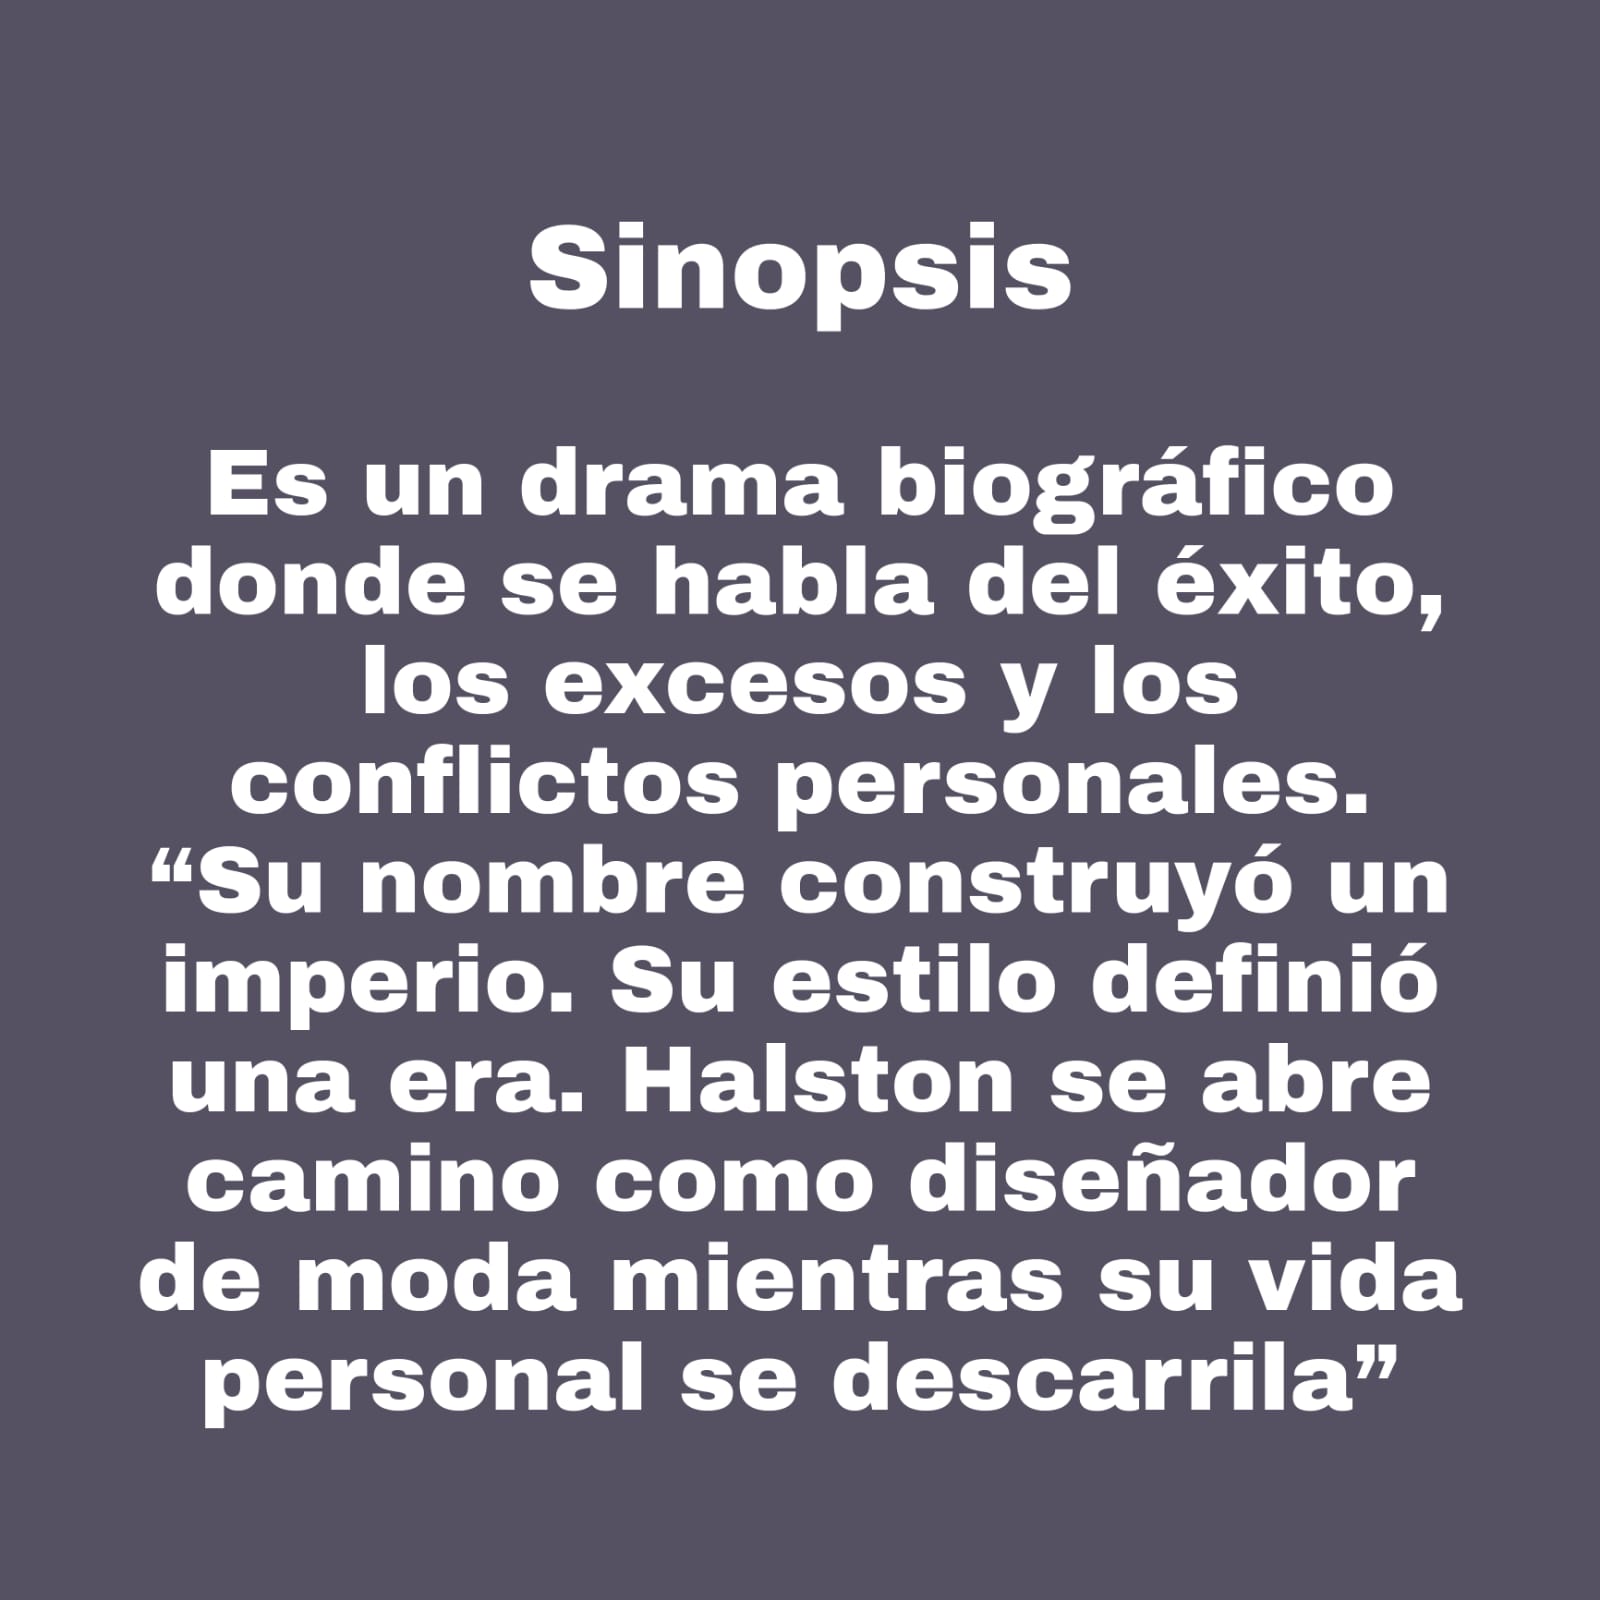 Sinopsis
Es un drama biográfico
donde se habla del éxito,
los excesos y los
conflictos personales.
“Su nombre construyó un
imperio. Su estilo definió
una era. Halston se abre
camino como diseñador
de moda mientras su vida
personal se descarrila”